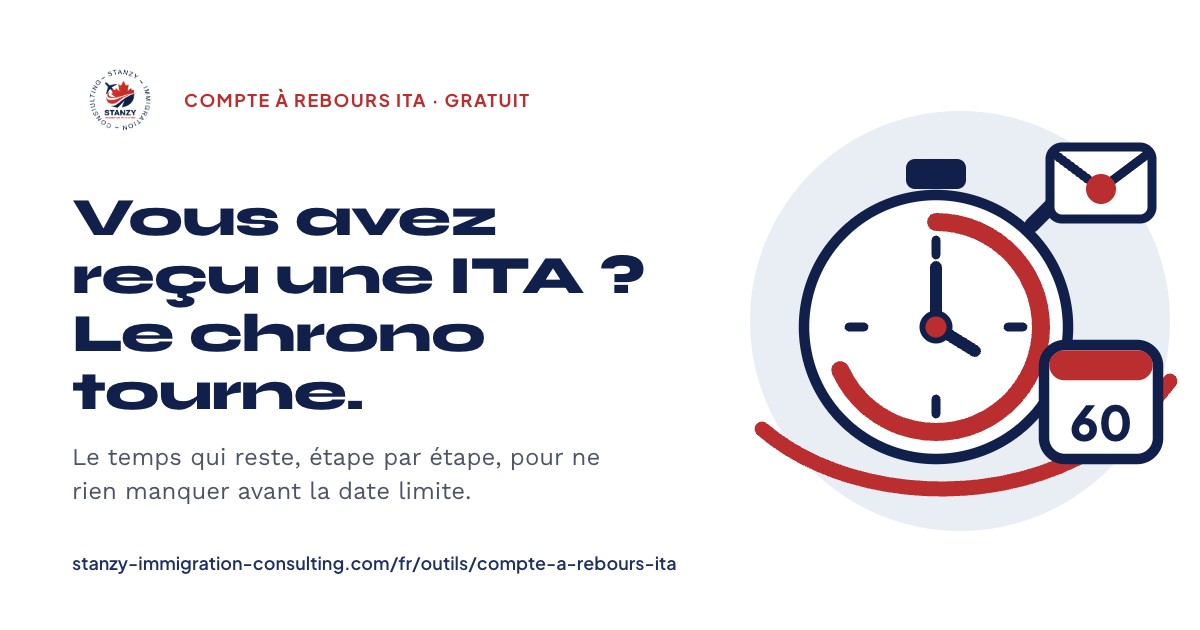 STANZY – IMMIGRATION – CONSULTING –
STANZY
COMPTE À REBOURS ITA · GRATUIT
Vous avez
reçu une ITA ?
Le chrono
tourne.
Le temps qui reste, étape par étape, pour ne
rien manquer avant la date limite.
stanzy-immigration-consulting.com/fr/outils/compte-a-rebours-ita
60